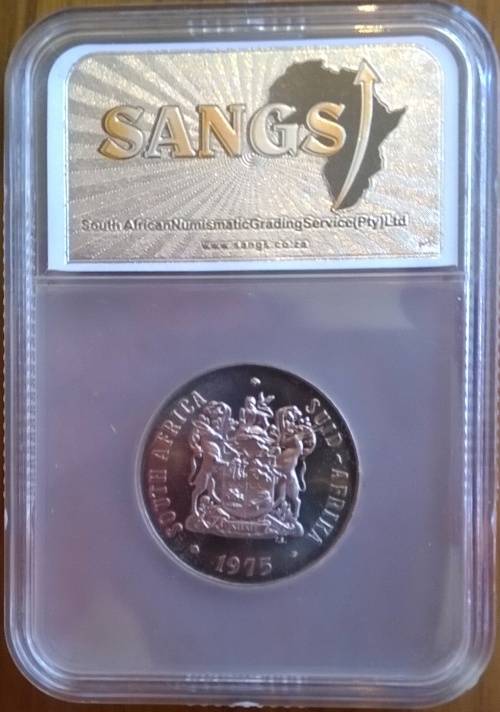 SANGS
South AfricanNumismaticGradingService(Pty)Ltd
www.sangs.co.za
SOUTH AFRICA
SUID-AFRIKA
1975